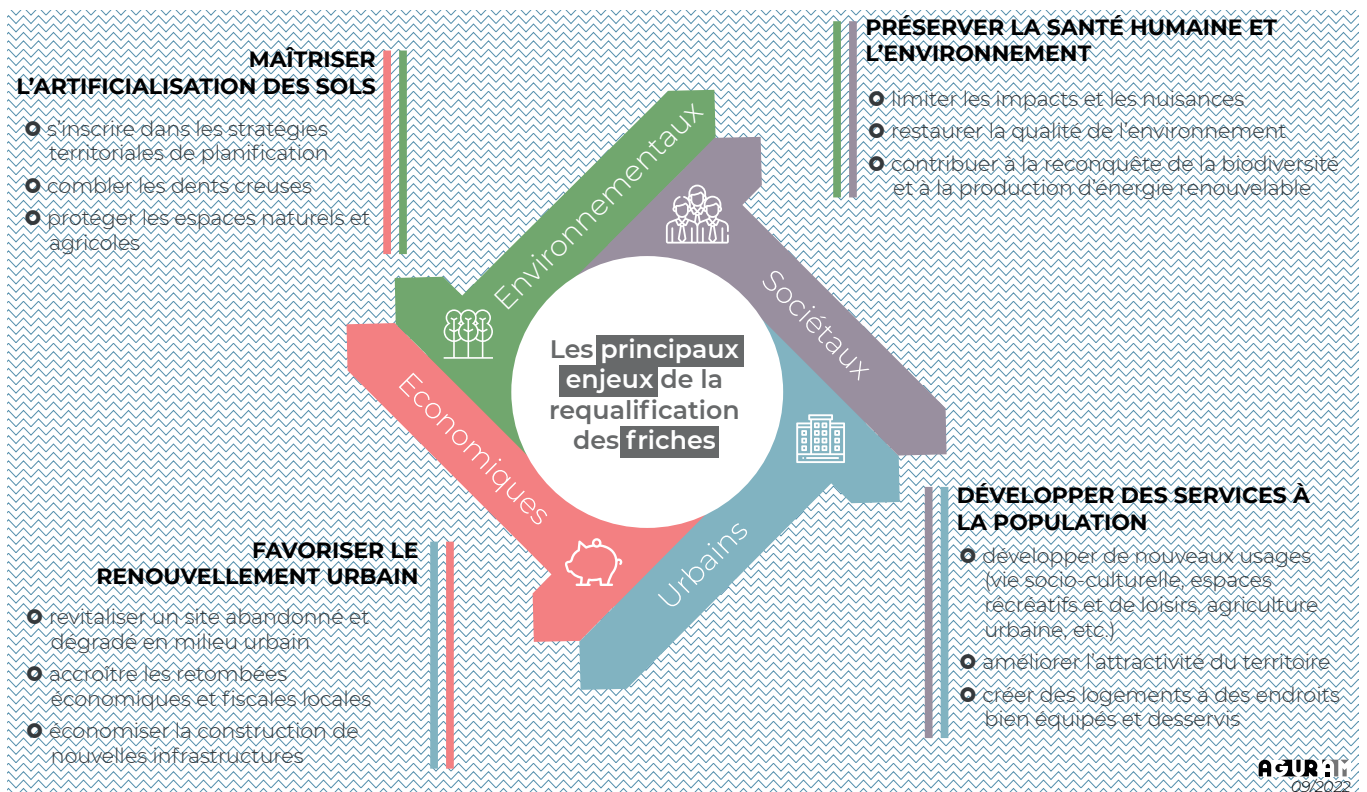 MAÎTRISER
L'ARTIFICIALISATION DES SOLS
s'inscrire dans les stratégies
territoriales de planification
combler les dents creuses
protéger les espaces naturels et
agricoles
PRÉSERVER LA SANTÉ HUMAINE ET
L'ENVIRONNEMENT
limiter les impacts et les nuisances
restaurer la qualité de l'environnement
contribuer à la reconquête de la biodiversité
et à la production d'énergie renouvelable
Environnementaux
Sociétaux
Economiques
Urbains
Les principaux
enjeux de la
requalification
des friches
FAVORISER LE
RENOUVELLEMENT URBAIN
revitaliser un site abandonné et
dégradé en milieu urbain
accroître les retombées
économiques et fiscales locales
économiser la construction de
nouvelles infrastructures
DÉVELOPPER DES SERVICES À
LA POPULATION
développer de nouveaux usages
(vie socio-culturelle, espaces
récréatifs et de loisirs, agriculture
urbaine, etc.)
améliorer l'attractivité du territoire
créer des logements à des endroits
bien équipés et desservis
AGURAM
09/2022